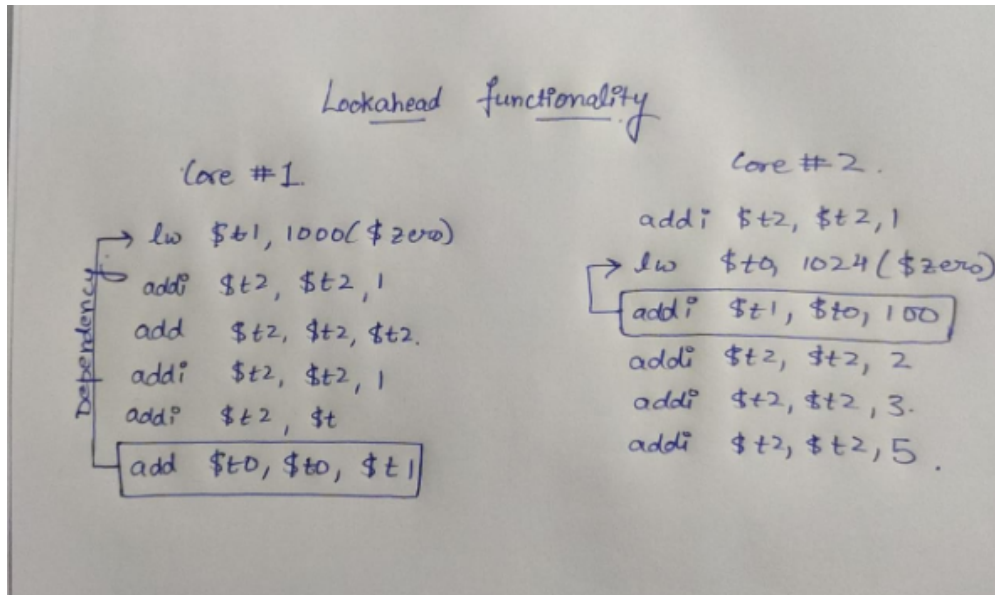 Lookahead functionality
Core #1.
lw $t1, 1000($zero)
addi $t2, $t2, 1
add $t2, $t2, $t2.
addi $t2, $t2, 1
addi $t2, $t
add $t0, $t0, $t1
Dependency
Core #2.
addi $t2, $t2, 1
lw $t0, 1024($zero)
addi $t1, $t0, 100
addi $t2, $t2, 2
addi $t2, $t2, 3.
addi $t2, $t2, 5.